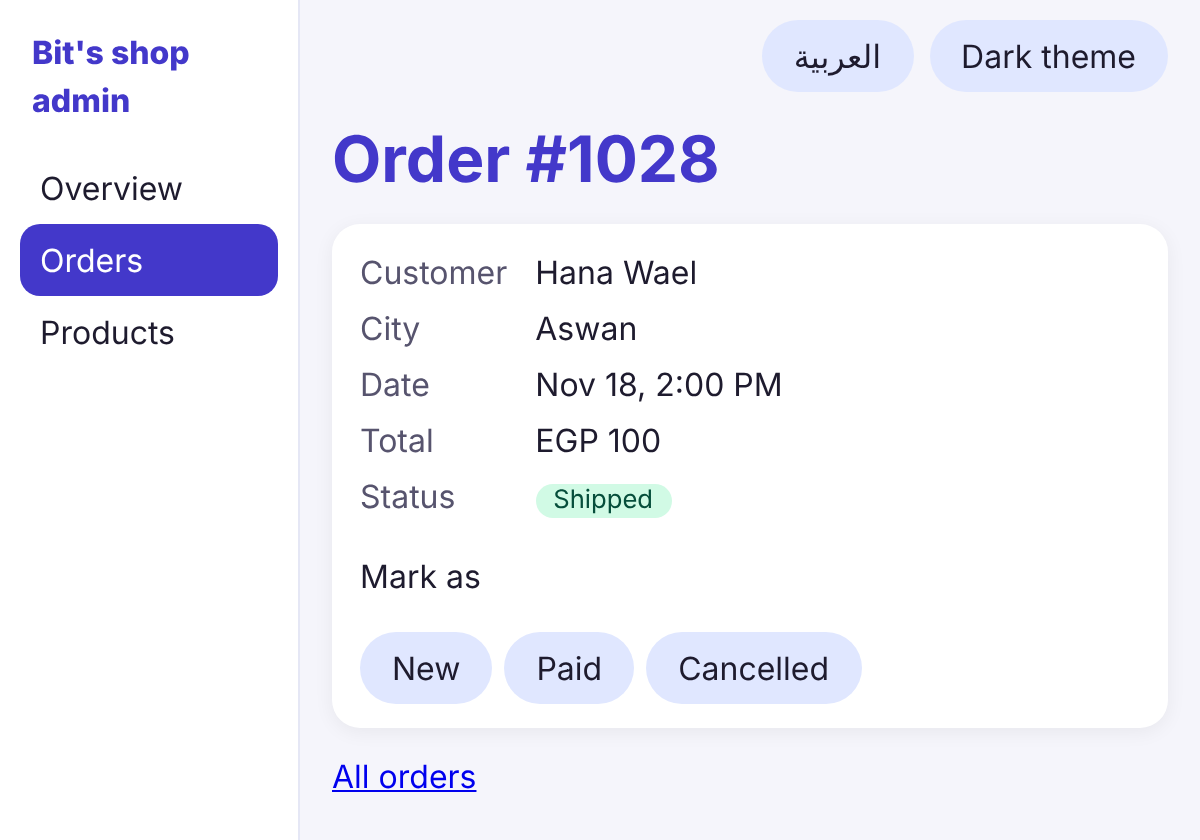 Bit's shop
admin
Overview
Orders
Products
العربية
Dark theme
Order #1028
Customer Hana Wael
City Aswan
Date Nov 18, 2:00 PM
Total EGP 100
Status Shipped
Mark as
New Paid Cancelled
All orders